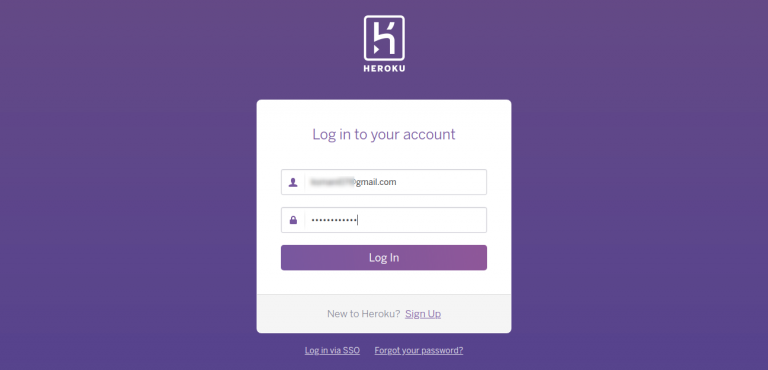 HEROKU
Log in to your account
@gmail.com
••••••••••••
Log In
New to Heroku? Sign Up
Log in via SSO Forgot your password?